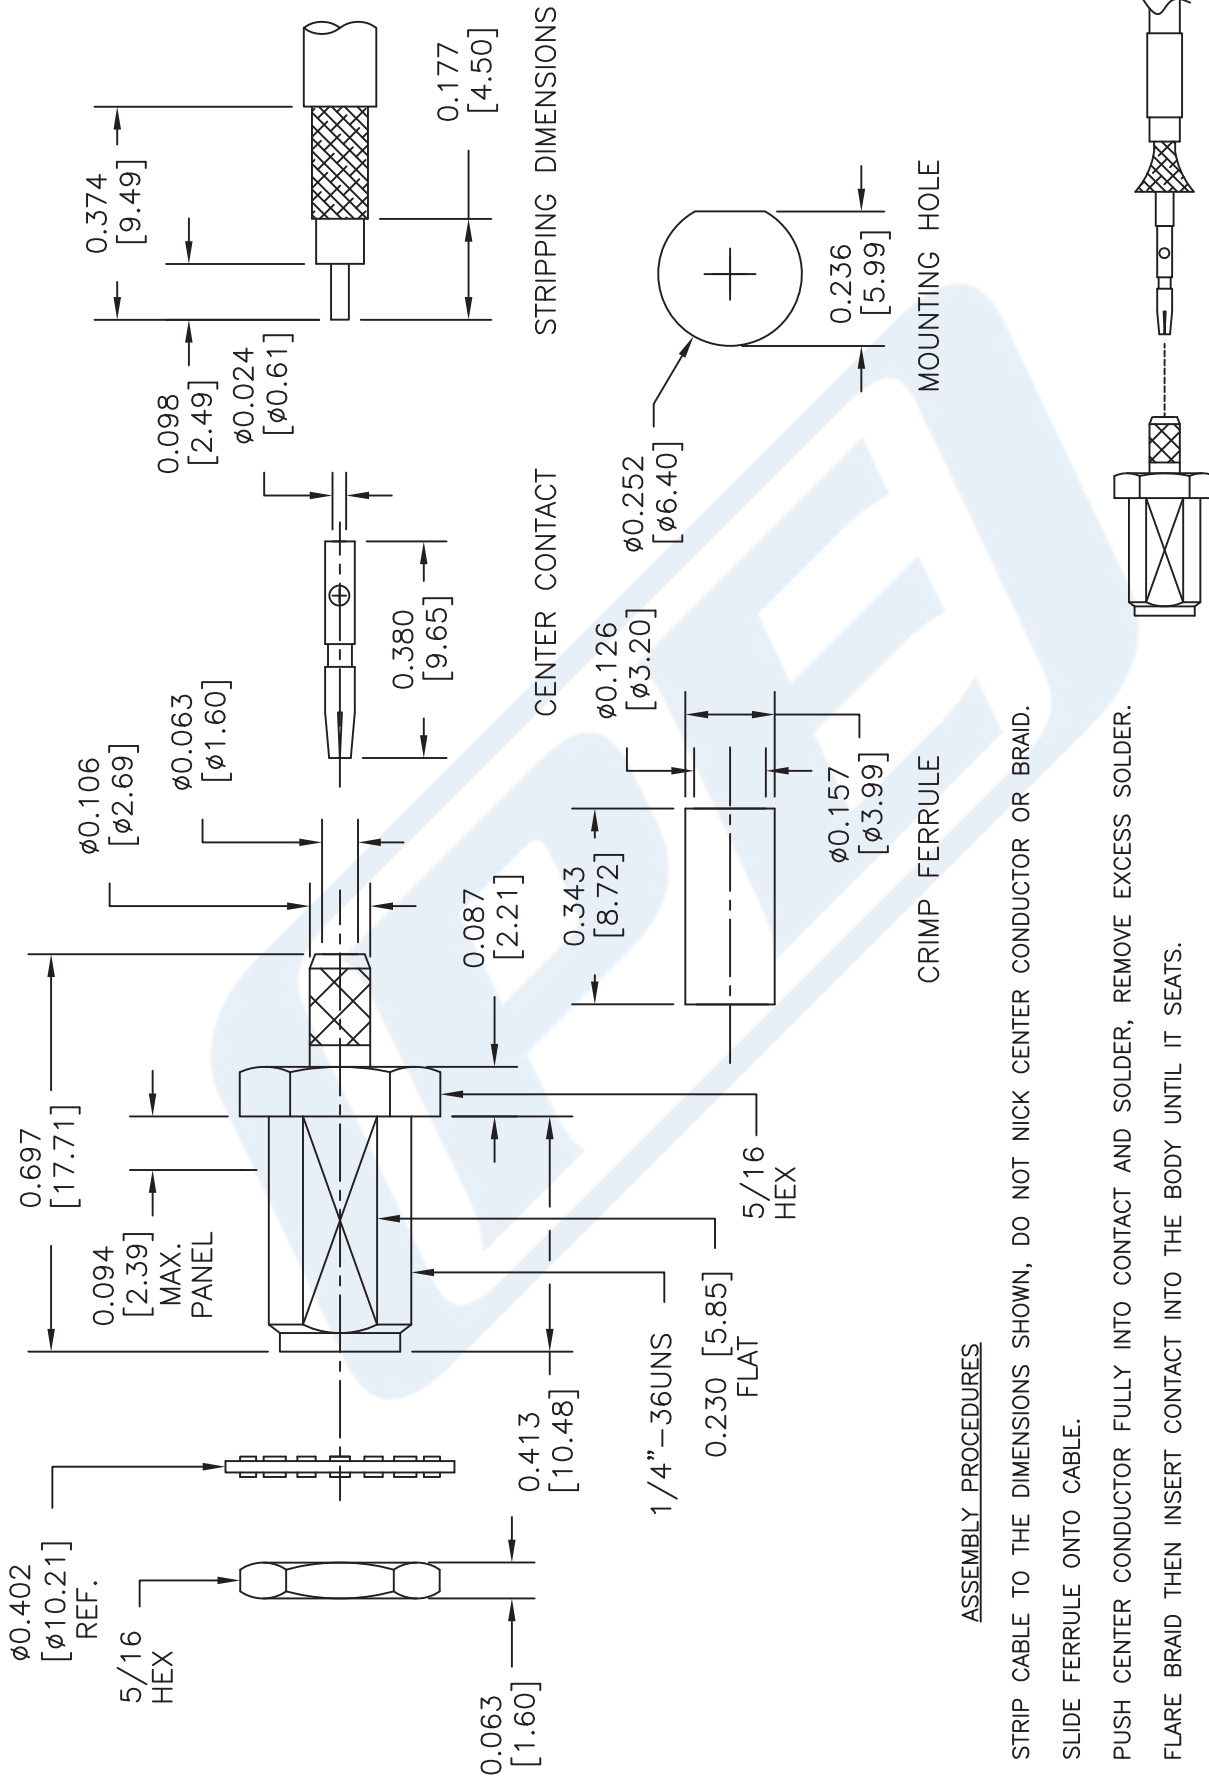 ø0.402
[ø10.21]
REF.
5/16
HEX
0.063
[1.60]
0.697
[17.71]
0.094
[2.39]
MAX.
PANEL
0.413
[10.48]
1/4"-36UNS
0.230 [5.85]
FLAT
5/16
HEX
0.087
[2.21]
ø0.106
[ø2.69]
ø0.063
[ø1.60]
0.380
[9.65]
ø0.024
[ø0.61]
CENTER CONTACT
0.374
[9.49]
0.098
[2.49]
0.177
[4.50]
STRIPPING DIMENSIONS
0.343
[8.72]
ø0.126
[ø3.20]
ø0.157
[ø3.99]
CRIMP FERRULE
ø0.252
[ø6.40]
0.236
[5.99]
MOUNTING HOLE
ASSEMBLY PROCEDURES
STRIP CABLE TO THE DIMENSIONS SHOWN, DO NOT NICK CENTER CONDUCTOR OR BRAID.
SLIDE FERRULE ONTO CABLE.
PUSH CENTER CONDUCTOR FULLY INTO CONTACT AND SOLDER, REMOVE EXCESS SOLDER.
FLARE BRAID THEN INSERT CONTACT INTO THE BODY UNTIL IT SEATS.
PE